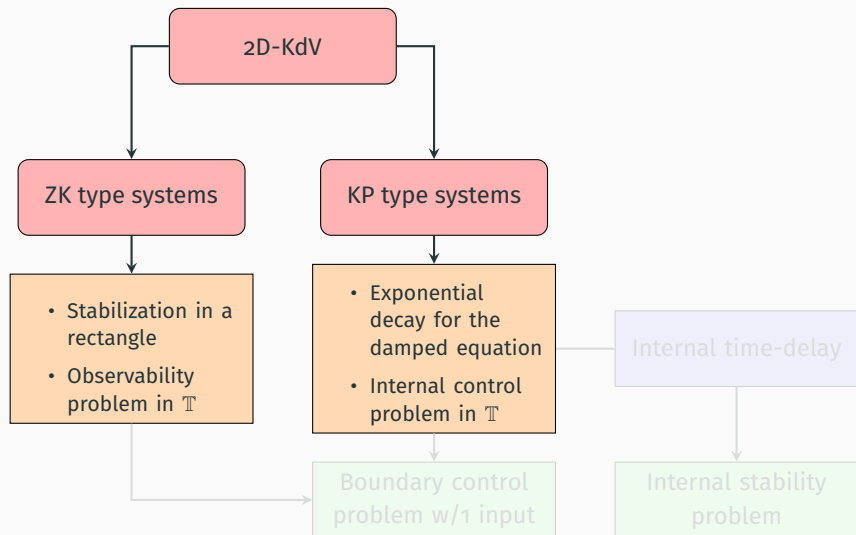 2D-KdV
ZK type systems
KP type systems
• Stabilization in a
rectangle
• Observability
problem in 𝕋
• Exponential
decay for the
damped equation
• Internal control
problem in 𝕋
Internal time-delay
Boundary control
problem w/1 input
Internal stability
problem